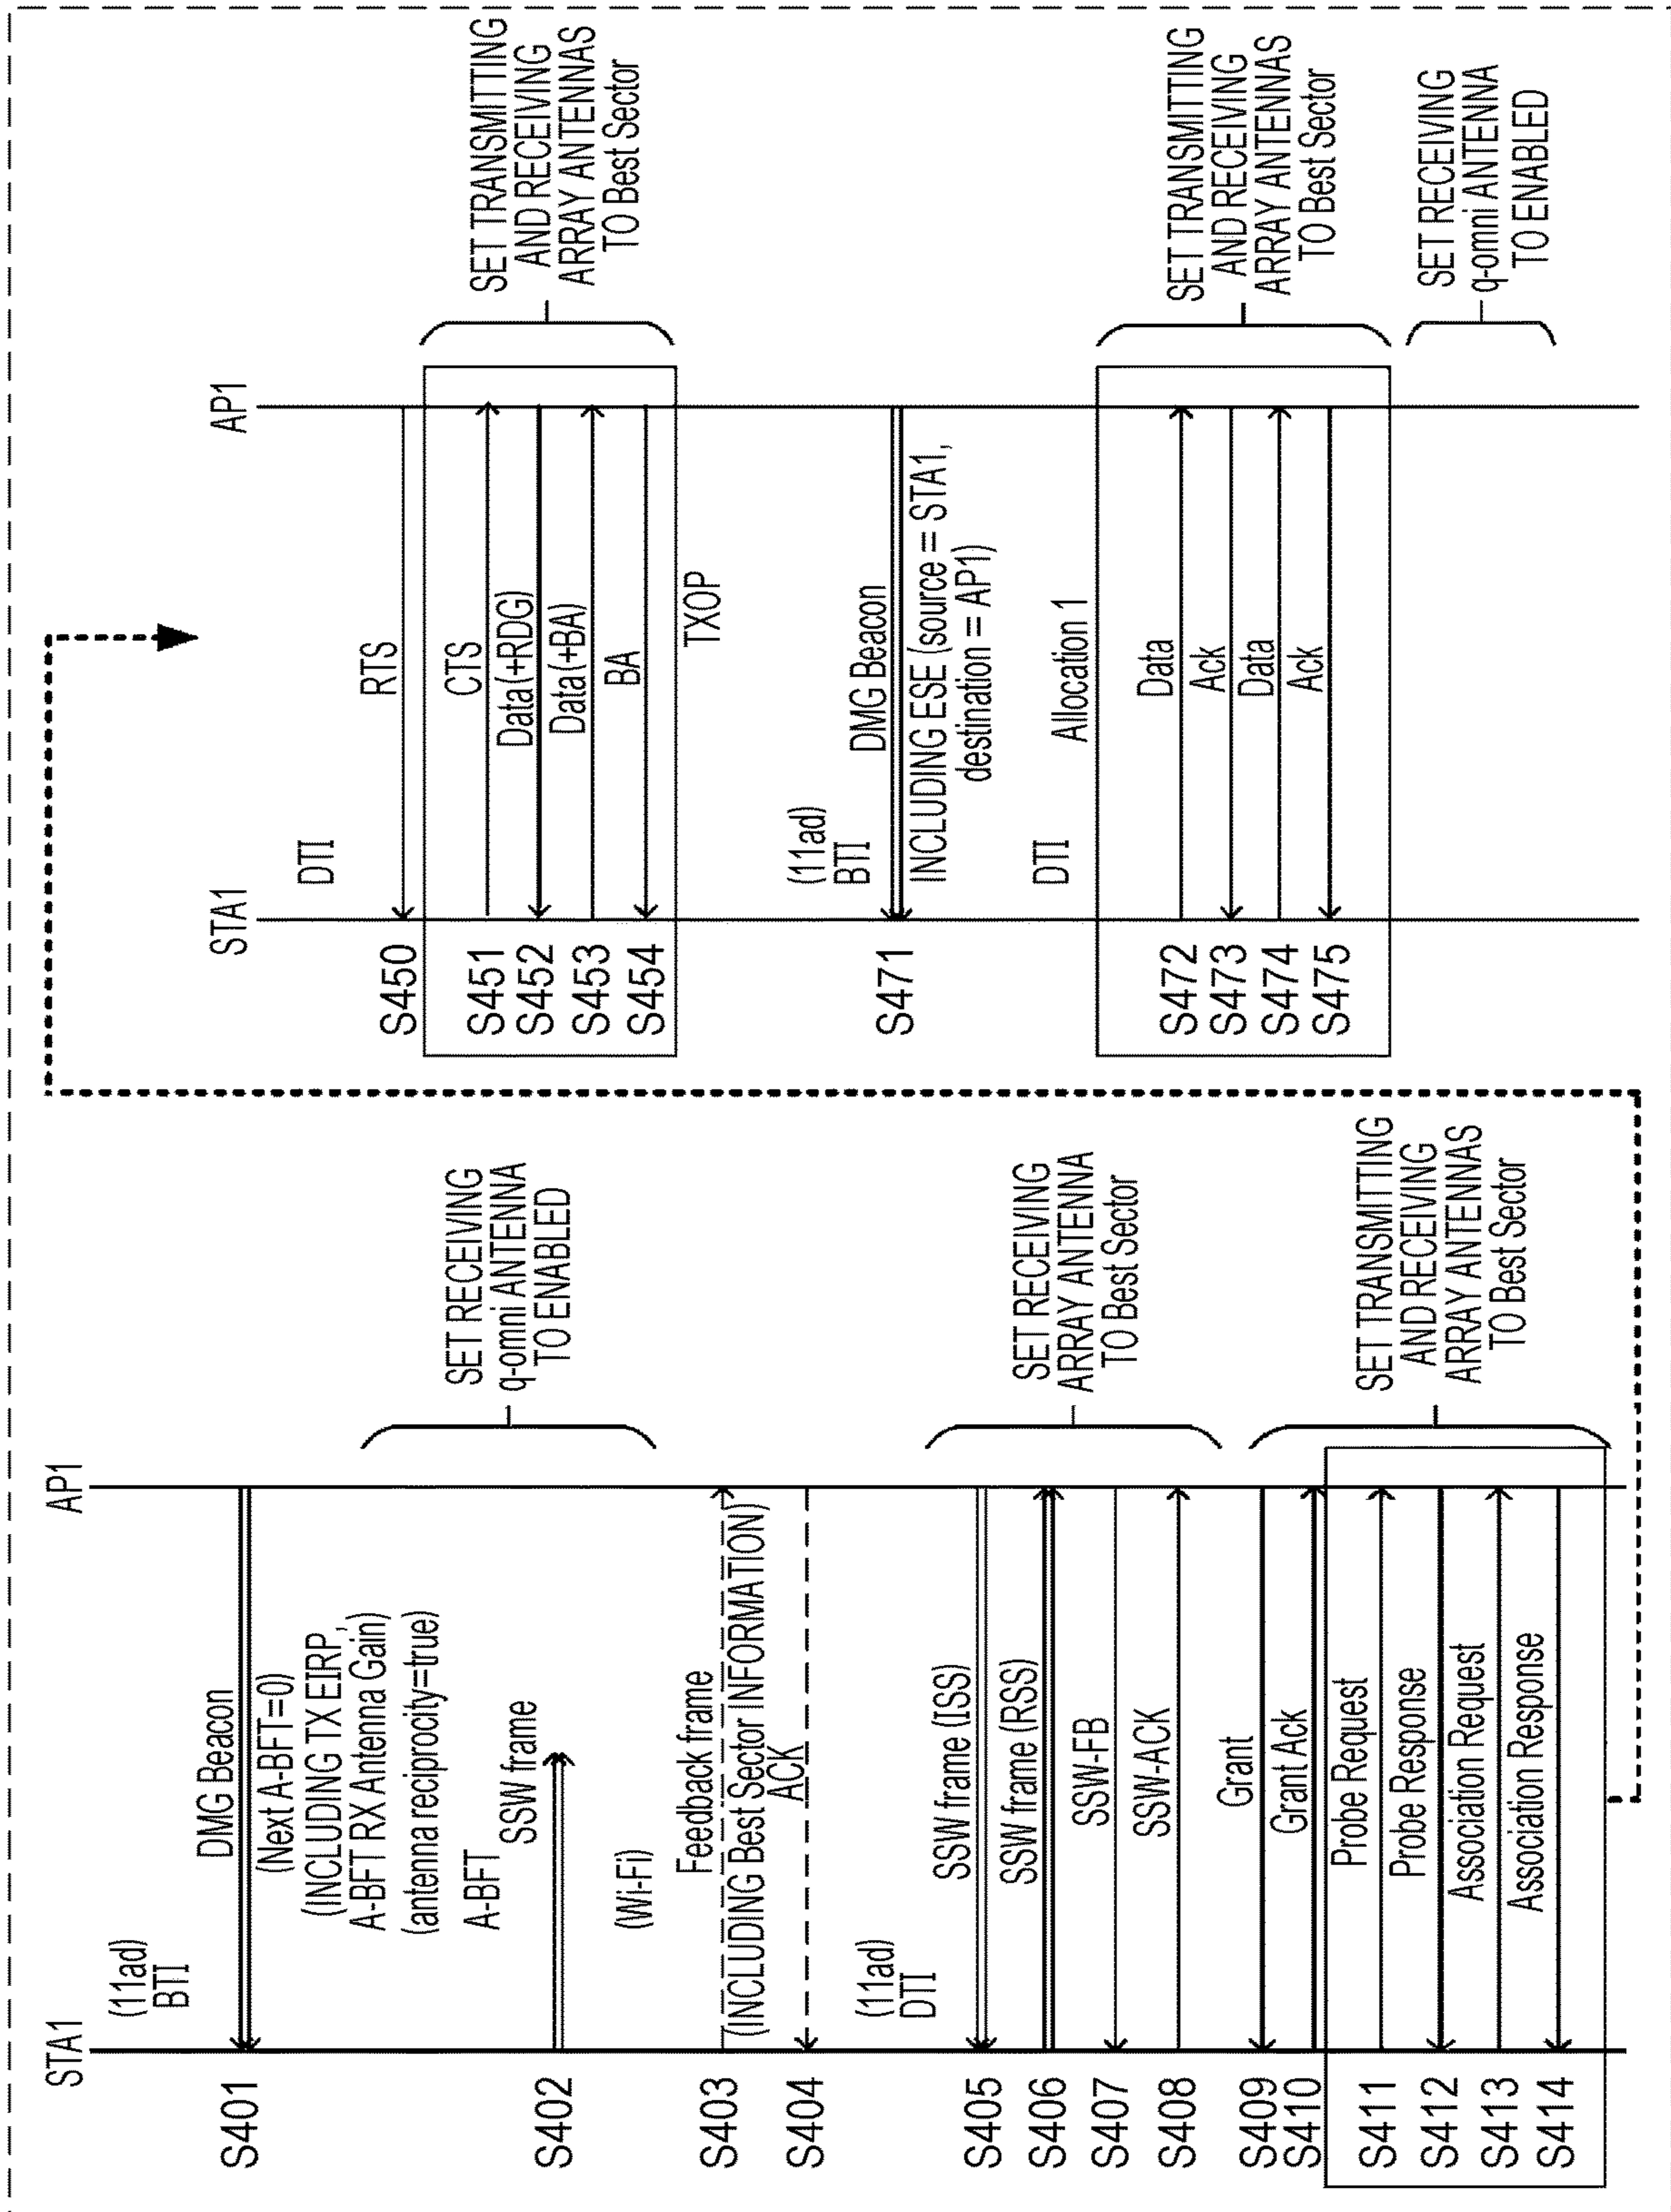 STA1
AP1
(11ad)
BTI
S401
DMG Beacon
(Next A-BFT=0)
(INCLUDING TX EIRP,
A-BFT RX Antenna Gain)
(antenna reciprocity=true)
A-BFT
S402
SSW frame
SET RECEIVING
q-omni ANTENNA
TO ENABLED
(Wi-Fi)
S403
Feedback frame
(INCLUDING Best Sector INFORMATION)
S404
ACK
(11ad)
DTI
S405
SSW frame (ISS)
S406
SSW frame (RSS)
S407
SSW-FB
S408
SSW-ACK
SET RECEIVING
ARRAY ANTENNA
TO Best Sector
S409
Grant
S410
Grant Ack
S411
Probe Request
S412
Probe Response
S413
Association Request
S414
Association Response
SET TRANSMITTING
AND RECEIVING
ARRAY ANTENNAS
TO Best Sector
STA1
AP1
DTI
S450
RTS
S451
CTS
S452
Data(+RDG)
S453
Data(+BA)
S454
BA
TXOP
SET TRANSMITTING
AND RECEIVING
ARRAY ANTENNAS
TO Best Sector
(11ad)
BTI
S471
DMG Beacon
INCLUDING ESE (source = STA1,
destination = AP1)
DTI
Allocation 1
S472
Data
S473
Ack
S474
Data
S475
Ack
SET TRANSMITTING
AND RECEIVING
ARRAY ANTENNAS
TO Best Sector
SET RECEIVING
q-omni ANTENNA
TO ENABLED